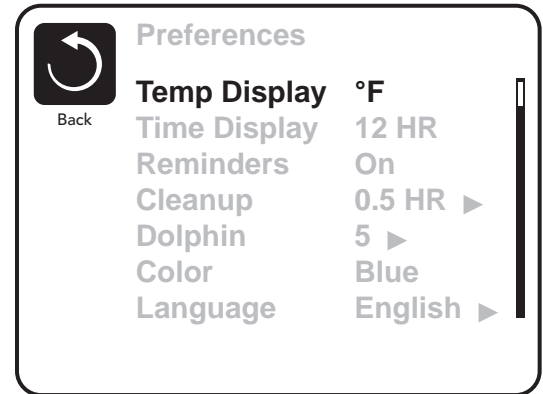 Preferences
Back
Temp Display °F
Time Display 12 HR
Reminders On
Cleanup 0.5 HR ▶
Dolphin 5 ▶
Color Blue
Language English ▶